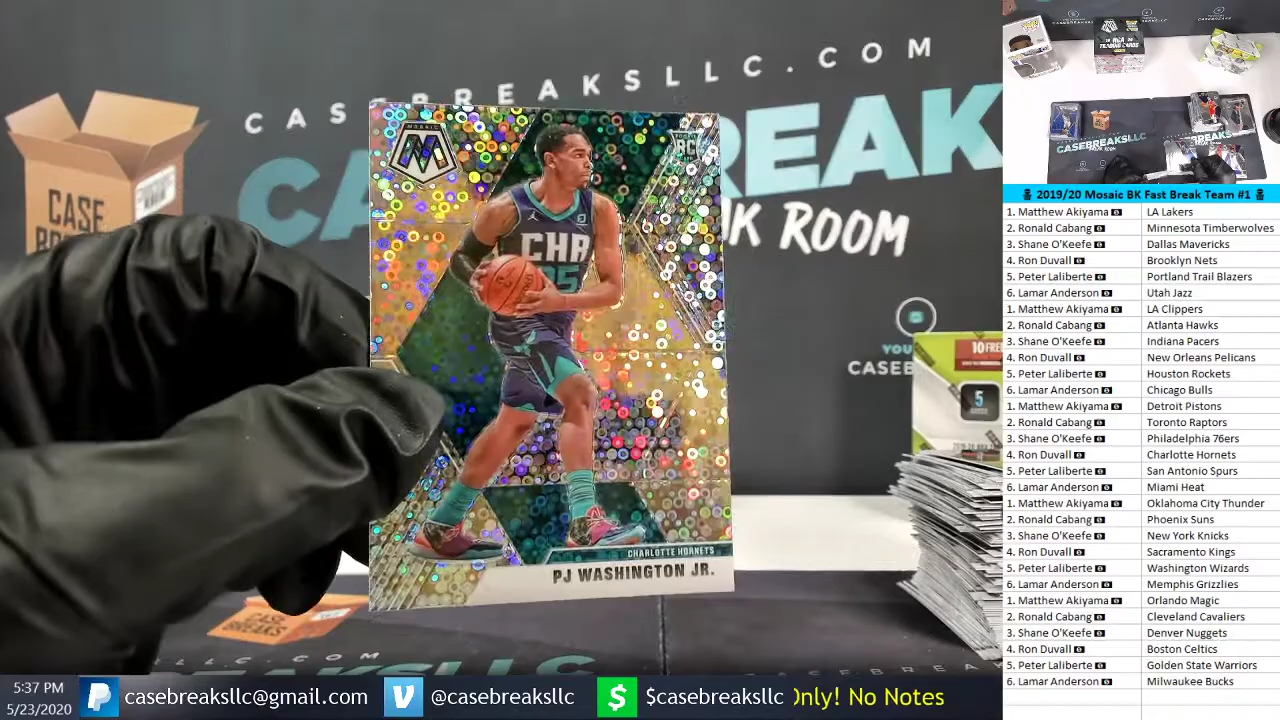 CASEBREAKSLLC.COM
CA
REAK
K ROOM
YOU
CASEB
CASE
MOSAIC
RC
CHR
25
CHARLOTTE HORNETS
PJ WASHINGTON JR.
10
5
CASE
BREAKS
CASEBREAKSLLC
2019/20 Mosaic BK Fast Break Team #1
1. Matthew Akiyama LA Lakers
2. Ronald Cabang Minnesota Timberwolves
3. Shane O'Keefe Dallas Mavericks
4. Ron Duvall Brooklyn Nets
5. Peter Laliberte Portland Trail Blazers
6. Lamar Anderson Utah Jazz
1. Matthew Akiyama LA Clippers
2. Ronald Cabang Atlanta Hawks
3. Shane O'Keefe Indiana Pacers
4. Ron Duvall New Orleans Pelicans
5. Peter Laliberte Houston Rockets
6. Lamar Anderson Chicago Bulls
1. Matthew Akiyama Detroit Pistons
2. Ronald Cabang Toronto Raptors
3. Shane O'Keefe Philadelphia 76ers
4. Ron Duvall Charlotte Hornets
5. Peter Laliberte San Antonio Spurs
6. Lamar Anderson Miami Heat
1. Matthew Akiyama Oklahoma City Thunder
2. Ronald Cabang Phoenix Suns
3. Shane O'Keefe New York Knicks
4. Ron Duvall Sacramento Kings
5. Peter Laliberte Washington Wizards
6. Lamar Anderson Memphis Grizzlies
1. Matthew Akiyama Orlando Magic
2. Ronald Cabang Cleveland Cavaliers
3. Shane O'Keefe Denver Nuggets
4. Ron Duvall Boston Celtics
5. Peter Laliberte Golden State Warriors
6. Lamar Anderson Milwaukee Bucks
5:37 PM
5/23/2020
casebreaksllc@gmail.com
@casebreaksllc
$casebreaksllc
Only! No Notes